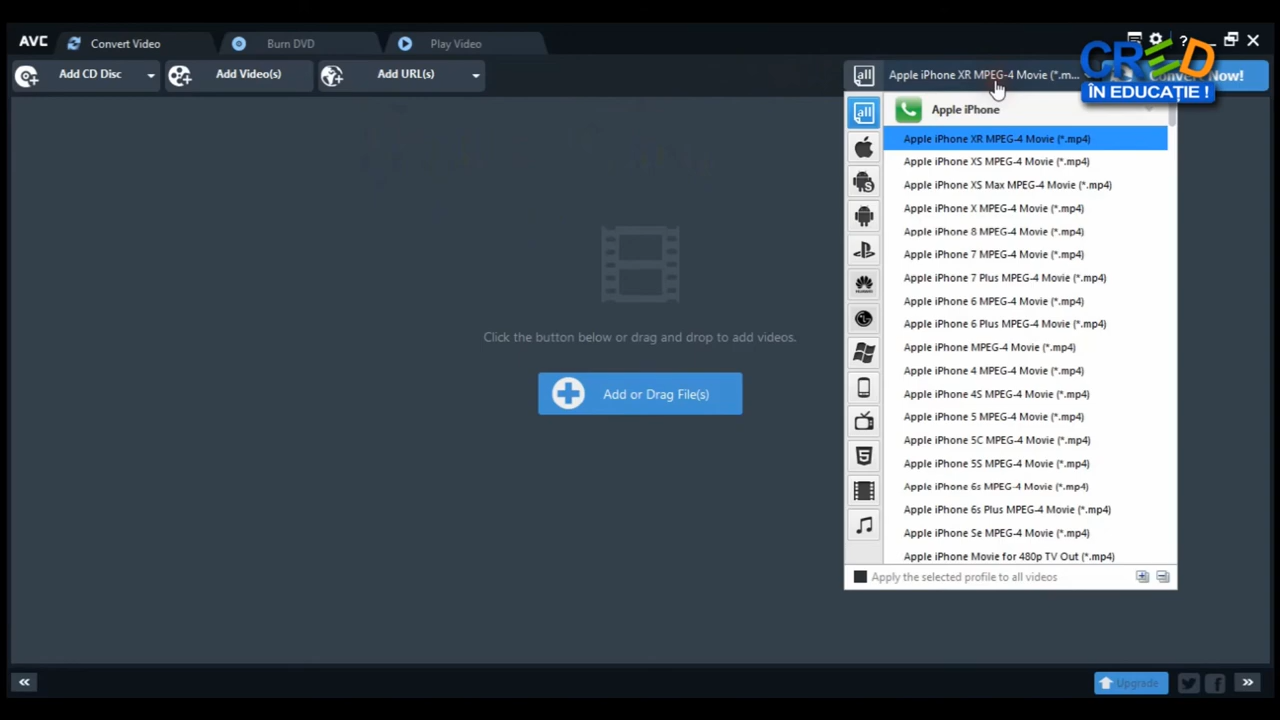 AVC
Convert Video
Burn DVD
Play Video
?
CRED
ÎN EDUCAȚIE !
Add CD Disc
Add Video(s)
Add URL(s)
all
Apple iPhone XR MPEG-4 Movie (*.m...
Convert Now!
all
Apple iPhone
Apple iPhone XR MPEG-4 Movie (*.mp4)
Apple iPhone XS MPEG-4 Movie (*.mp4)
Apple iPhone XS Max MPEG-4 Movie (*.mp4)
Apple iPhone X MPEG-4 Movie (*.mp4)
Apple iPhone 8 MPEG-4 Movie (*.mp4)
Apple iPhone 7 MPEG-4 Movie (*.mp4)
Apple iPhone 7 Plus MPEG-4 Movie (*.mp4)
Apple iPhone 6 MPEG-4 Movie (*.mp4)
Apple iPhone 6 Plus MPEG-4 Movie (*.mp4)
Apple iPhone MPEG-4 Movie (*.mp4)
Apple iPhone 4 MPEG-4 Movie (*.mp4)
Apple iPhone 4S MPEG-4 Movie (*.mp4)
Apple iPhone 5 MPEG-4 Movie (*.mp4)
Apple iPhone 5C MPEG-4 Movie (*.mp4)
Apple iPhone 5S MPEG-4 Movie (*.mp4)
Apple iPhone 6s MPEG-4 Movie (*.mp4)
Apple iPhone 6s Plus MPEG-4 Movie (*.mp4)
Apple iPhone Se MPEG-4 Movie (*.mp4)
Apple iPhone Movie for 480p TV Out (*.mp4)
Apply the selected profile to all videos
Click the button below or drag and drop to add videos.
Add or Drag File(s)
Upgrade